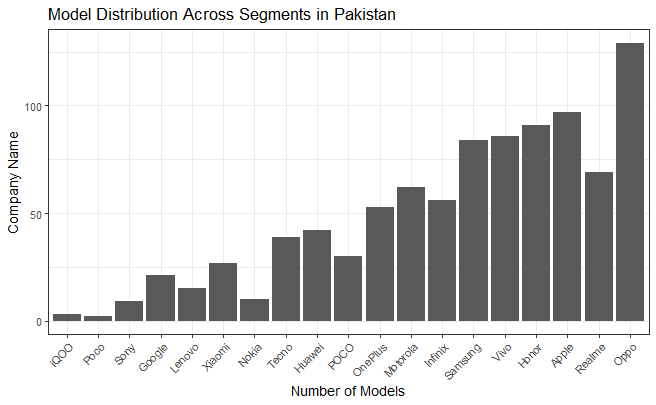 Model Distribution Across Segments in Pakistan
Company Name
100
50
0
iQOO
Poco
Sony
Google
Lenovo
Xiaomi
Nokia
Tecno
Huawei
POCO
OnePlus
Motorola
Infinix
Samsung
Vivo
Honor
Apple
Realme
Oppo
Number of Models